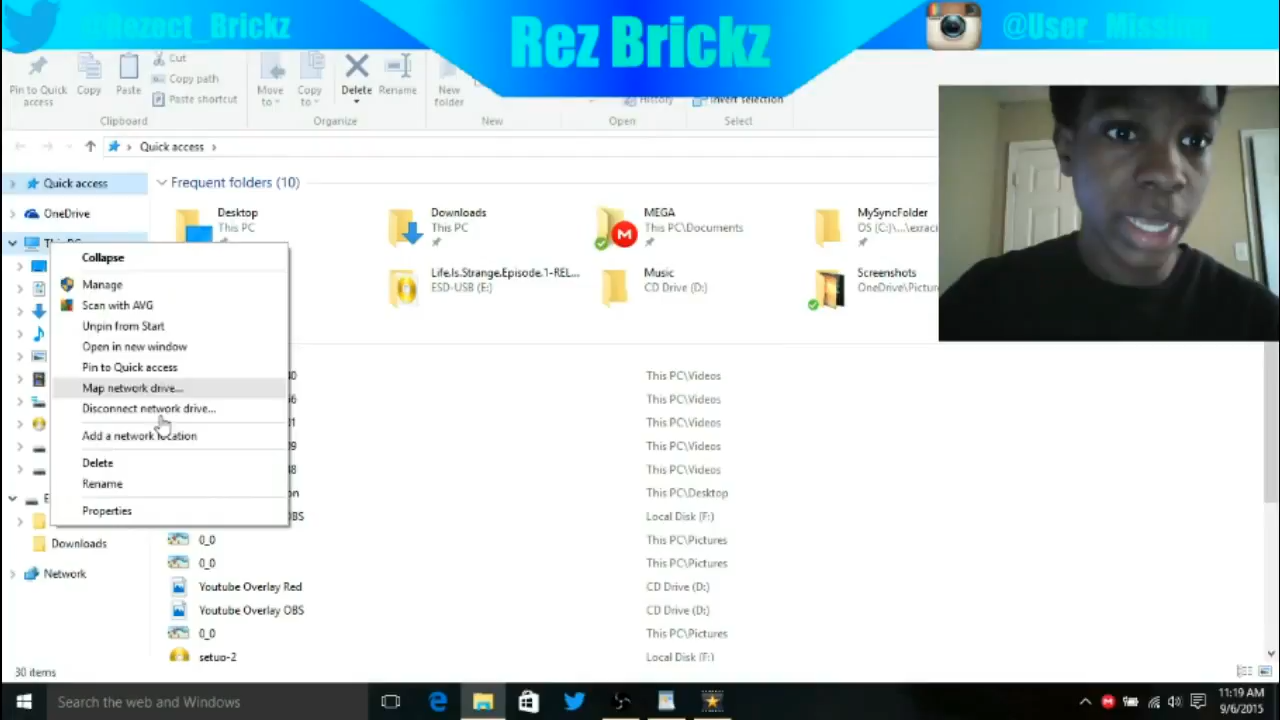 @Rezect_Brickz
Rez Brickz
@User_Missing
Pin to Quick access
Copy
Paste
Cut
Copy path
Paste shortcut
Move to
Copy to
Delete
Rename
New folder
History
Invert selection
Clipboard
Organize
New
Open
Select
Quick access
Quick access
OneDrive
This PC
Frequent folders (10)
Desktop
This PC
Downloads
This PC
MEGA
This PC\Documents
MySyncFolder
OS (C:)\...\exrac
Life.Is.Strange.Episode.1-REL...
ESD-USB (E:)
Music
CD Drive (D:)
Screenshots
OneDrive\Pictur
Collapse
Manage
Scan with AVG
Unpin from Start
Open in new window
Pin to Quick access
Map network drive...
Disconnect network drive...
Add a network location
Delete
Rename
Properties
Downloads
Network
This PC\Videos
This PC\Videos
This PC\Videos
This PC\Videos
This PC\Videos
This PC\Desktop
Local Disk (F:)
0_0 This PC\Pictures
0_0 This PC\Pictures
Youtube Overlay Red CD Drive (D:)
Youtube Overlay OBS CD Drive (D:)
0_0 This PC\Pictures
setup-2 Local Disk (F:)
30 items
Search the web and Windows
11:19 AM
9/6/2015